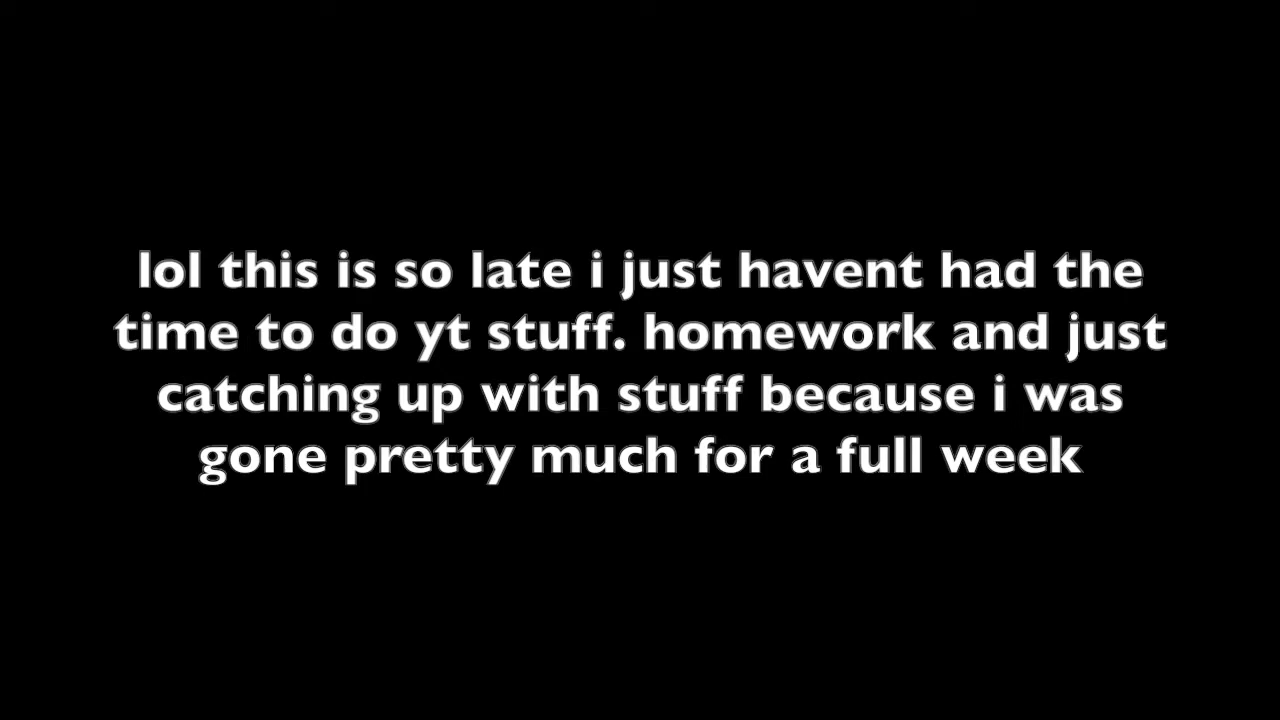 lol this is so late i just havent had the
time to do yt stuff. homework and just
catching up with stuff because i was
gone pretty much for a full week